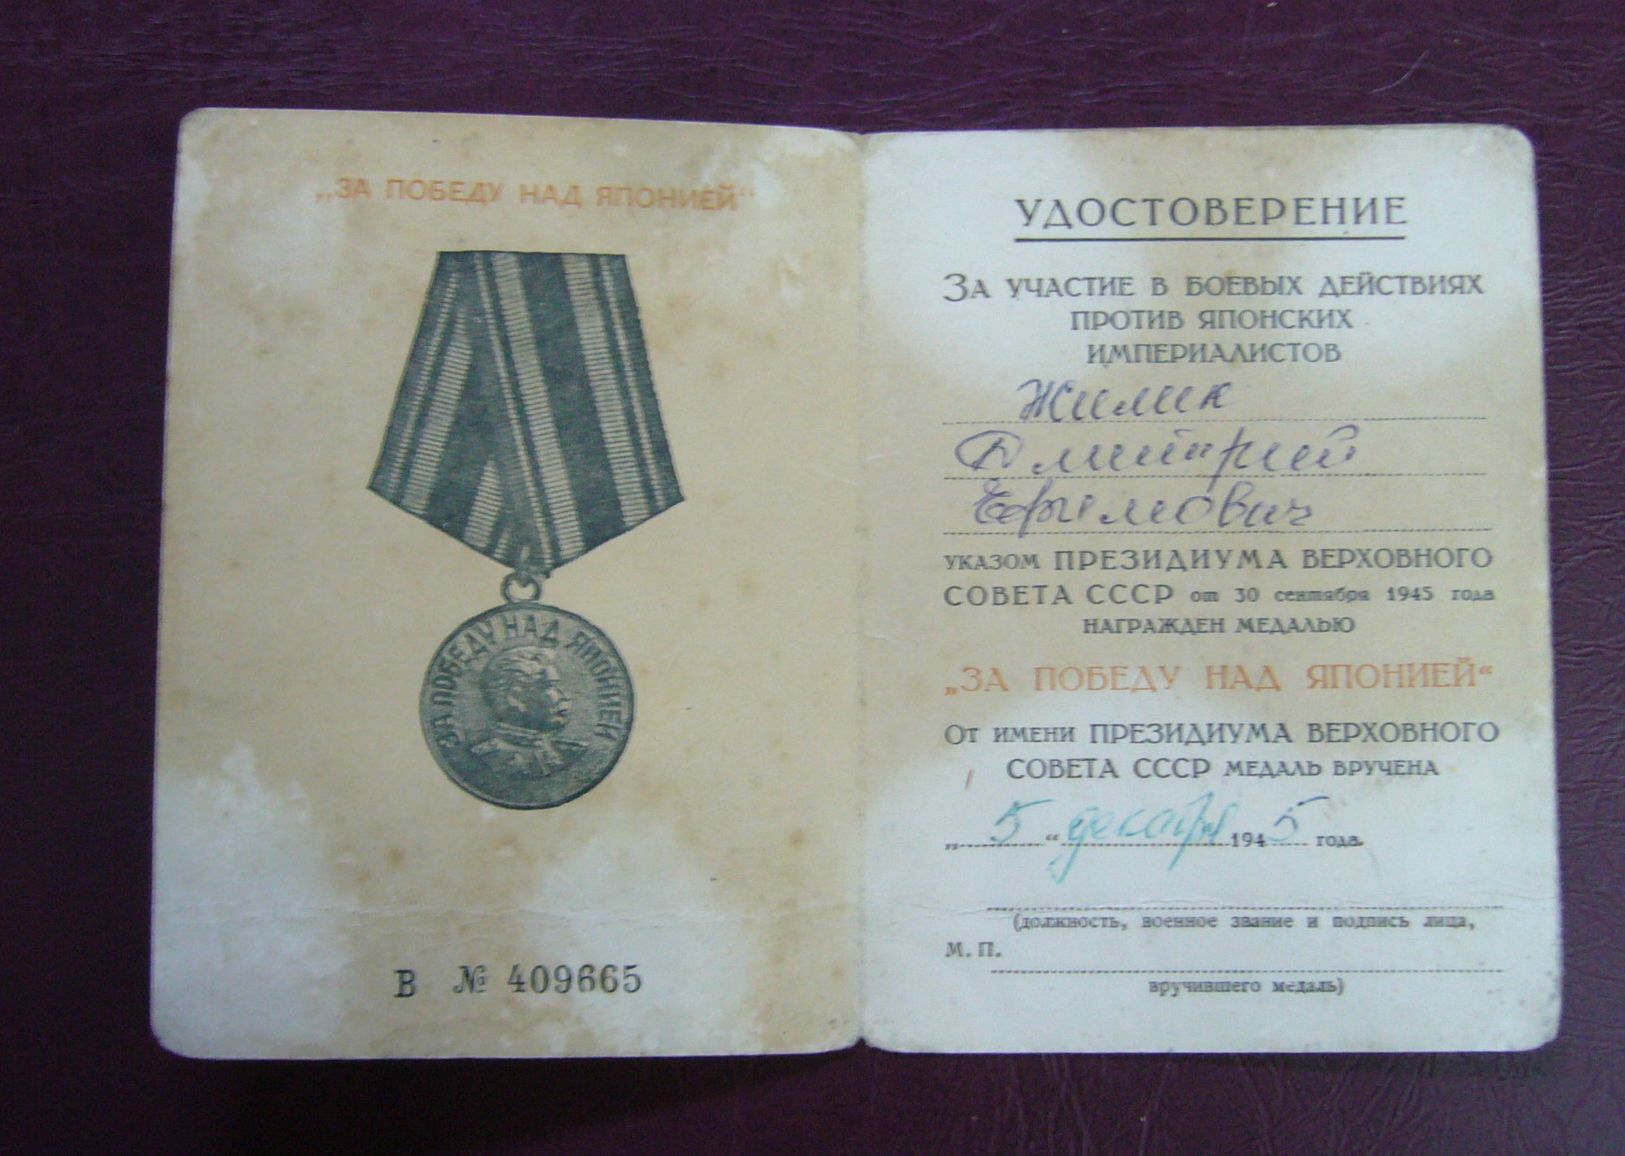 „ЗА ПОБЕДУ НАД ЯПОНИЕЙ“
ЗА ПОБЕДУ НАД ЯПОНИЕЙ
В № 409665
УДОСТОВЕРЕНИЕ
ЗА УЧАСТИЕ В БОЕВЫХ ДЕЙСТВИЯХ
ПРОТИВ ЯПОНСКИХ
ИМПЕРИАЛИСТОВ
Жилик
Дмитрий
Ефимович
УКАЗОМ ПРЕЗИДИУМА ВЕРХОВНОГО
СОВЕТА СССР от 30 сентября 1945 года
НАГРАЖДЕН МЕДАЛЬЮ
„ЗА ПОБЕДУ НАД ЯПОНИЕЙ“
ОТ ИМЕНИ ПРЕЗИДИУМА ВЕРХОВНОГО
СОВЕТА СССР МЕДАЛЬ ВРУЧЕНА
„5“ декабря 1945 года.
(должность, военное звание и подпись лица,
М. П.
вручившего медаль)